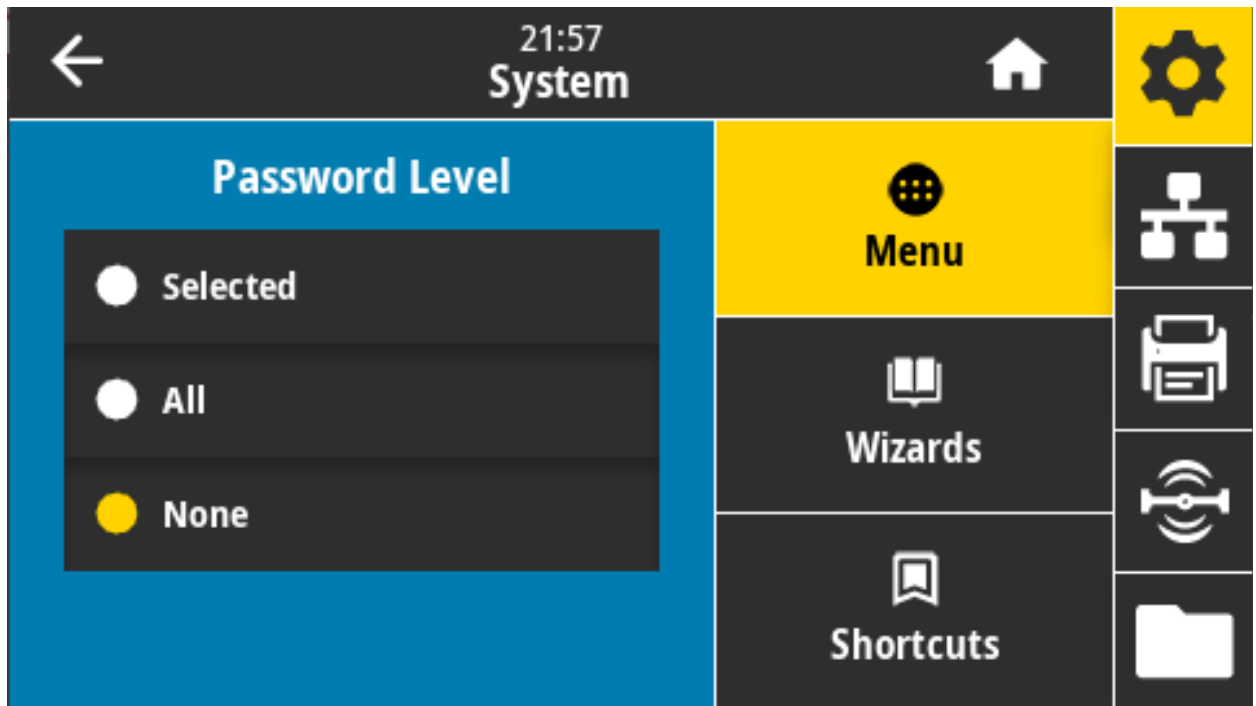 21:57
System
Password Level
Selected
All
None
Menu
Wizards
Shortcuts